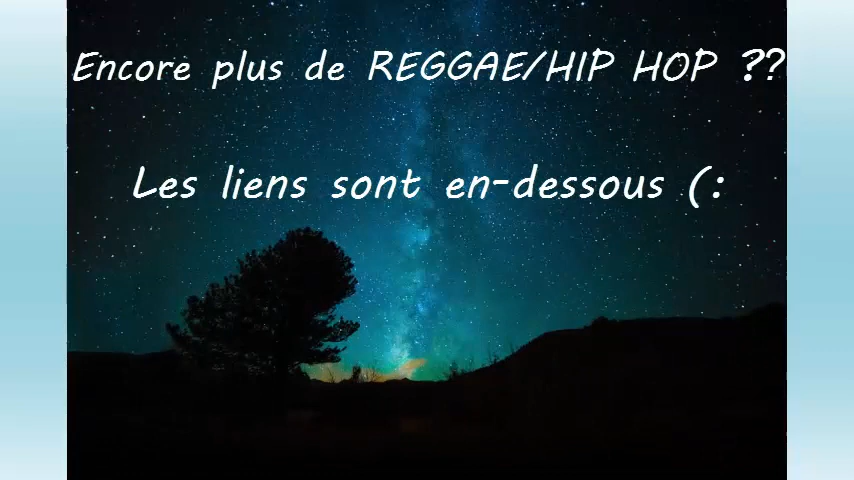 Encore plus de REGGAE/HIP HOP ??
Les liens sont en-dessous (: